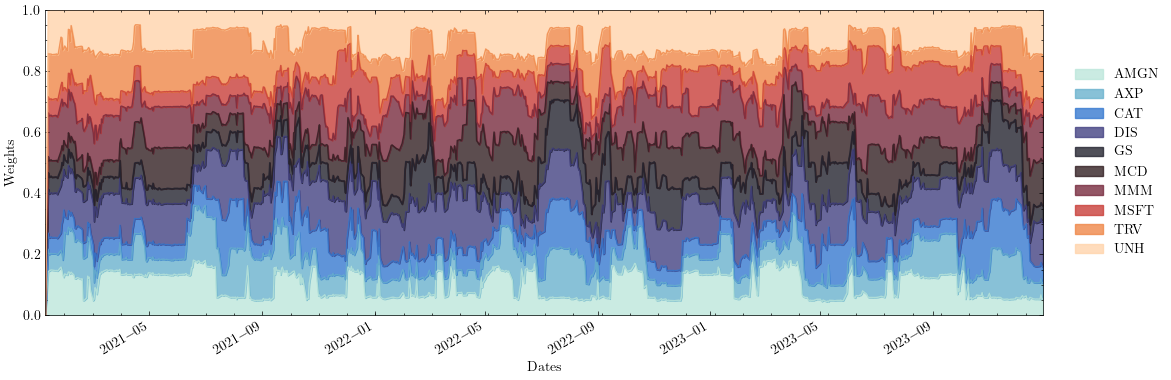 1.0
0.8
0.6
0.4
0.2
0.0
Weights
2021−05
2021−09
2022−01
2022−05
2022−09
2023−01
2023−05
2023−09
Dates
AMGN
AXP
CAT
DIS
GS
MCD
MMM
MSFT
TRV
UNH